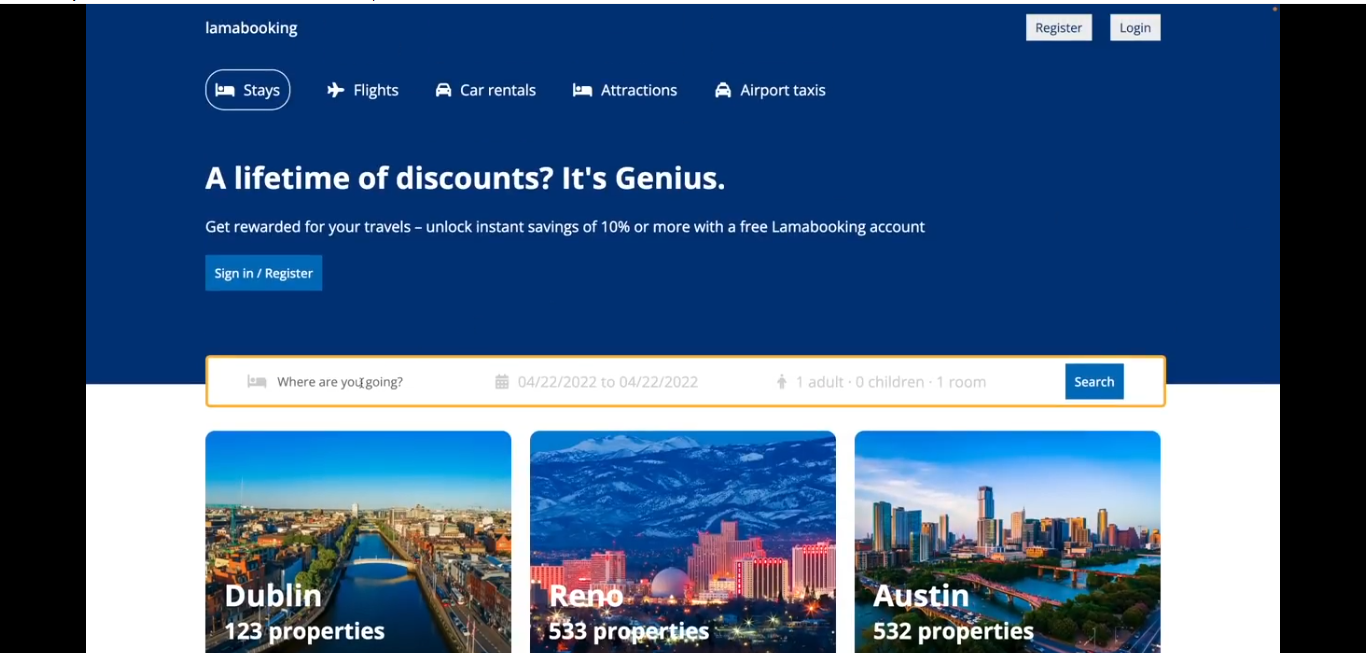 lamabooking
Register
Login
Stays
Flights
Car rentals
Attractions
Airport taxis
A lifetime of discounts? It's Genius.
Get rewarded for your travels – unlock instant savings of 10% or more with a free Lamabooking account
Sign in / Register
Where are you going?
04/22/2022 to 04/22/2022
1 adult · 0 children · 1 room
Search
Dublin
123 properties
Reno
533 properties
Austin
532 properties